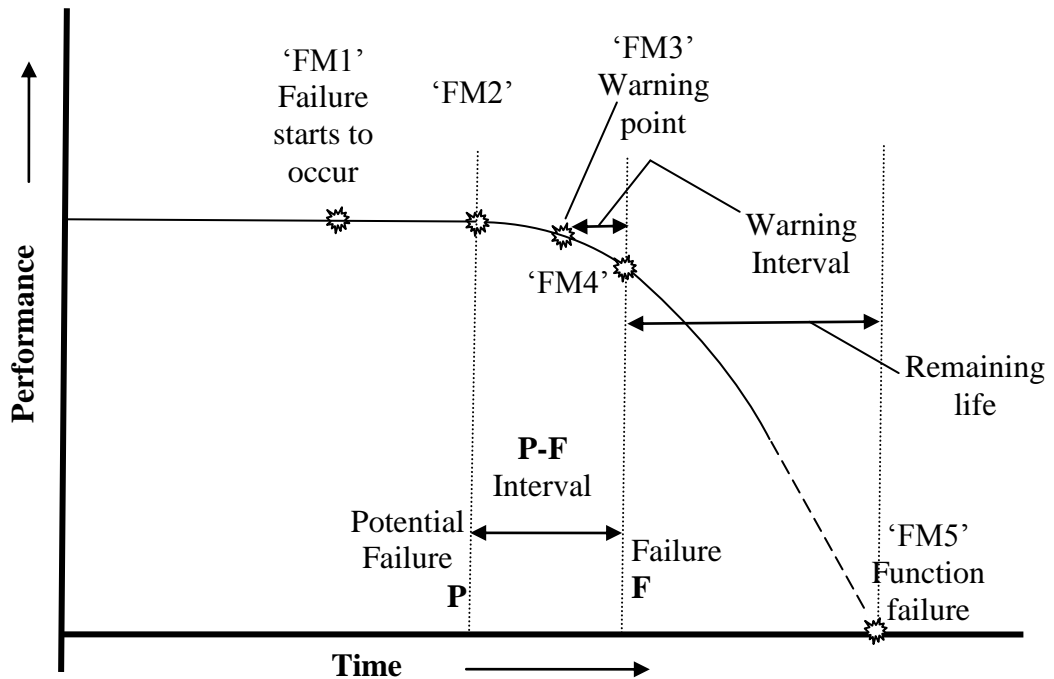 ‘FM1’
Failure
starts to
occur
‘FM2’
‘FM3’
Warning
point
Warning
Interval
‘FM4’
Performance
Remaining
life
P-F
Interval
Potential
Failure
P
Failure
F
‘FM5’
Function
failure
Time